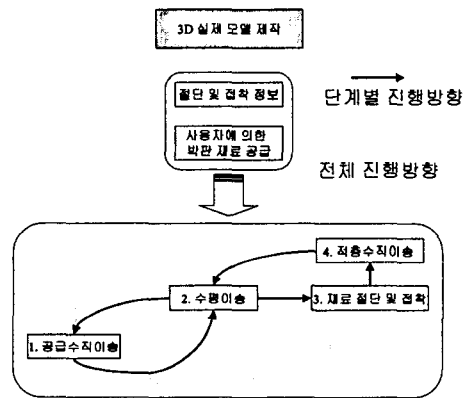 3D 실제 모델 제작
절단 및 접착 정보
사용자에 의한
박판 재료 공급
단계별 진행방향
전체 진행방향
4. 적층수직이송
2. 수평이송
3. 재료 절단 및 접착
1. 공급수직이송